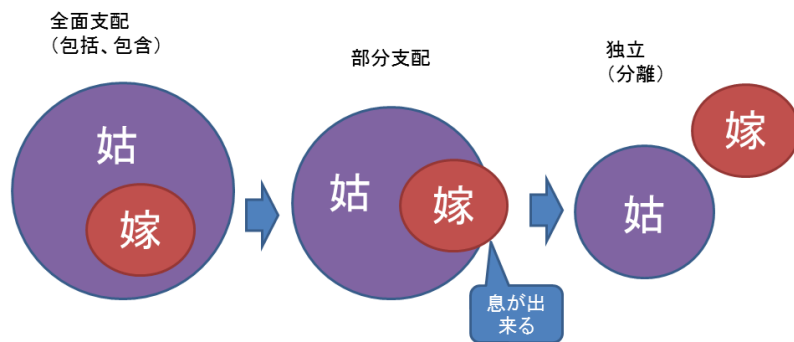 全面支配
（包括、包含）
姑
嫁
部分支配
姑
嫁
息が出
来る
独立
（分離）
嫁
姑